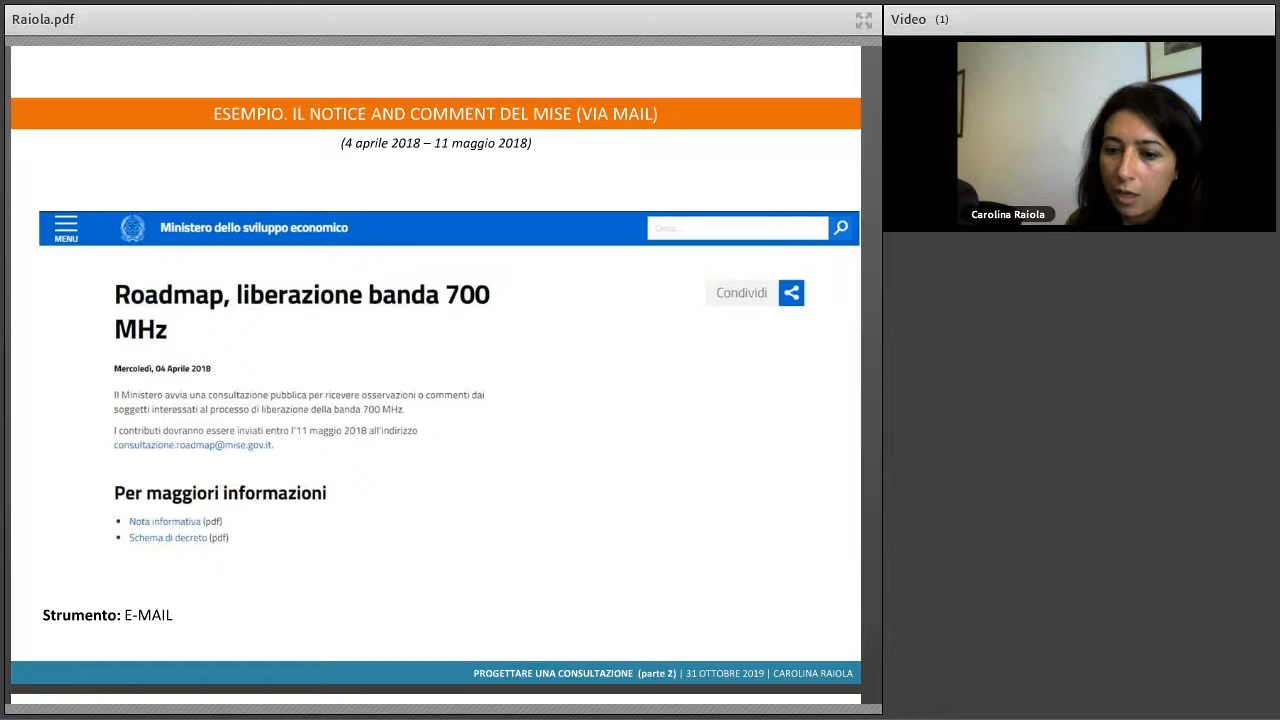 Raiola.pdf
Video (1)
ESEMPIO. IL NOTICE AND COMMENT DEL MISE (VIA MAIL)
(4 aprile 2018 – 11 maggio 2018)
MENU
Ministero dello sviluppo economico
Cerca...
Roadmap, liberazione banda 700
MHz
Condividi
Mercoledì, 04 Aprile 2018
Il Ministero avvia una consultazione pubblica per ricevere osservazioni o commenti dai
soggetti interessati al processo di liberazione della banda 700 MHz.
I contributi dovranno essere inviati entro l'11 maggio 2018 all'indirizzo
consultazione.roadmap@mise.gov.it.
Per maggiori informazioni
Nota informativa (pdf)
Schema di decreto (pdf)
Strumento: E-MAIL
PROGETTARE UNA CONSULTAZIONE (parte 2) | 31 OTTOBRE 2019 | CAROLINA RAIOLA
Carolina Raiola